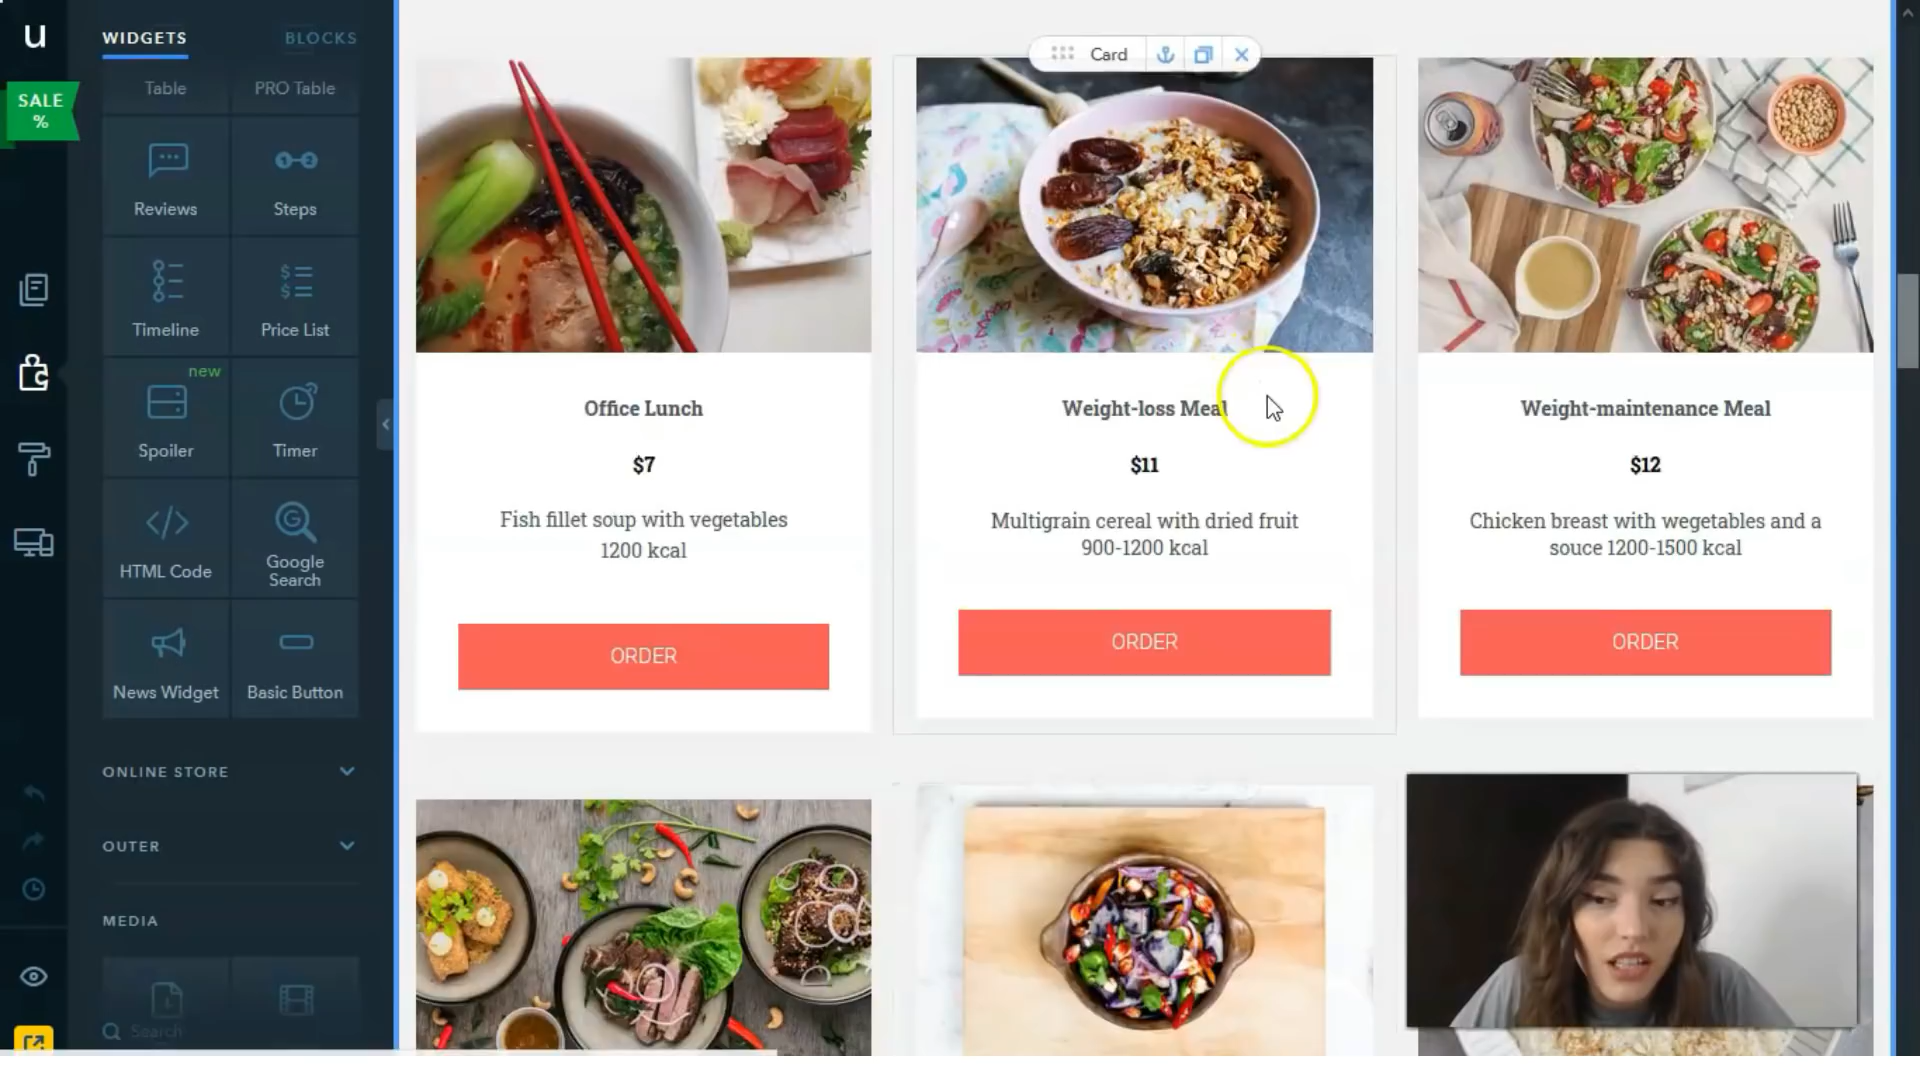 u
WIDGETS
BLOCKS
SALE
%
Table
PRO Table
Reviews
Steps
Timeline
Price List
new
Spoiler
Timer
HTML Code
Google
Search
News Widget
Basic Button
ONLINE STORE
OUTER
MEDIA
Search
Card
Office Lunch
$7
Fish fillet soup with vegetables
1200 kcal
ORDER
Weight-loss Meal
$11
Multigrain cereal with dried fruit
900-1200 kcal
ORDER
Weight-maintenance Meal
$12
Chicken breast with wegetables and a
souce 1200-1500 kcal
ORDER